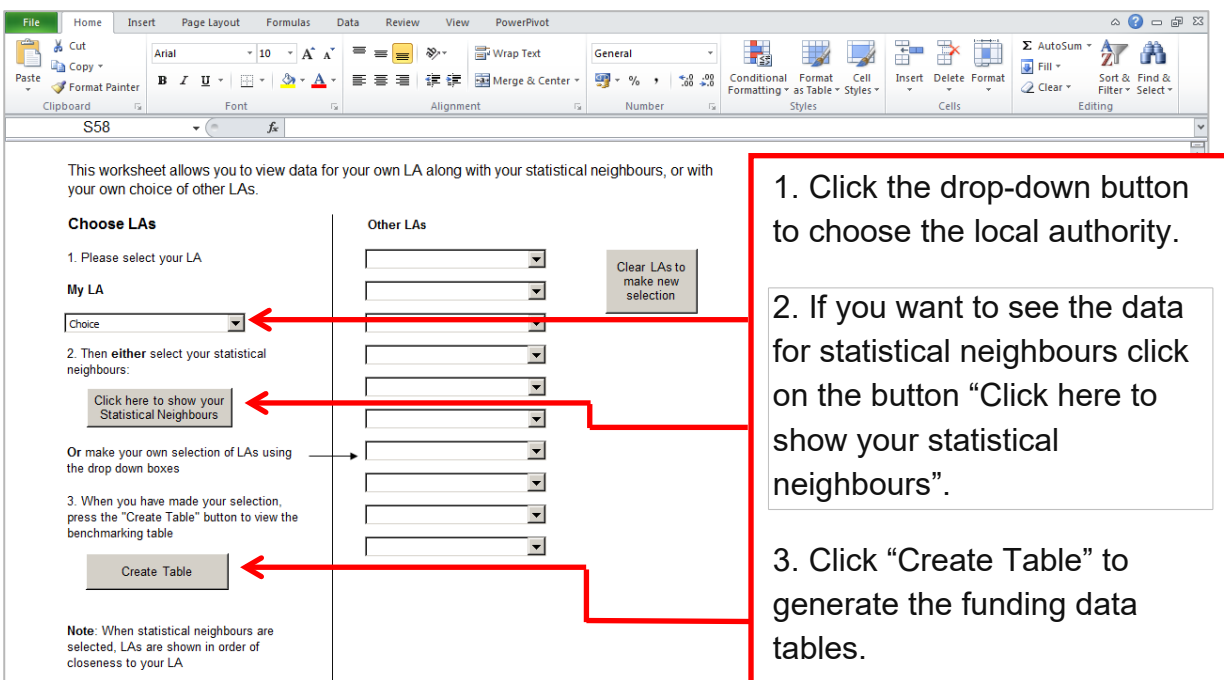 File Home Insert Page Layout Formulas Data Review View PowerPivot
Cut
Copy
Format Painter
Paste
Clipboard
Arial 10 A A
B I U A
Font
Wrap Text
Merge & Center
Alignment
General
% , .0 .00 .00 .0
Number
Conditional Formatting
Format as Table
Cell Styles
Styles
Insert Delete Format
Cells
Σ AutoSum
Fill
Clear
Sort & Filter
Find & Select
Editing
S58 fx
This worksheet allows you to view data for your own LA along with your statistical neighbours, or with
your own choice of other LAs.
Choose LAs
1. Please select your LA
My LA
Choice
2. Then either select your statistical
neighbours:
Click here to show your
Statistical Neighbours
Or make your own selection of LAs using
the drop down boxes
3. When you have made your selection,
press the "Create Table" button to view the
benchmarking table
Create Table
Note: When statistical neighbours are
selected, LAs are shown in order of
closeness to your LA
Other LAs
Clear LAs to
make new
selection
1. Click the drop-down button
to choose the local authority.
2. If you want to see the data
for statistical neighbours click
on the button “Click here to
show your statistical
neighbours”.
3. Click “Create Table” to
generate the funding data
tables.